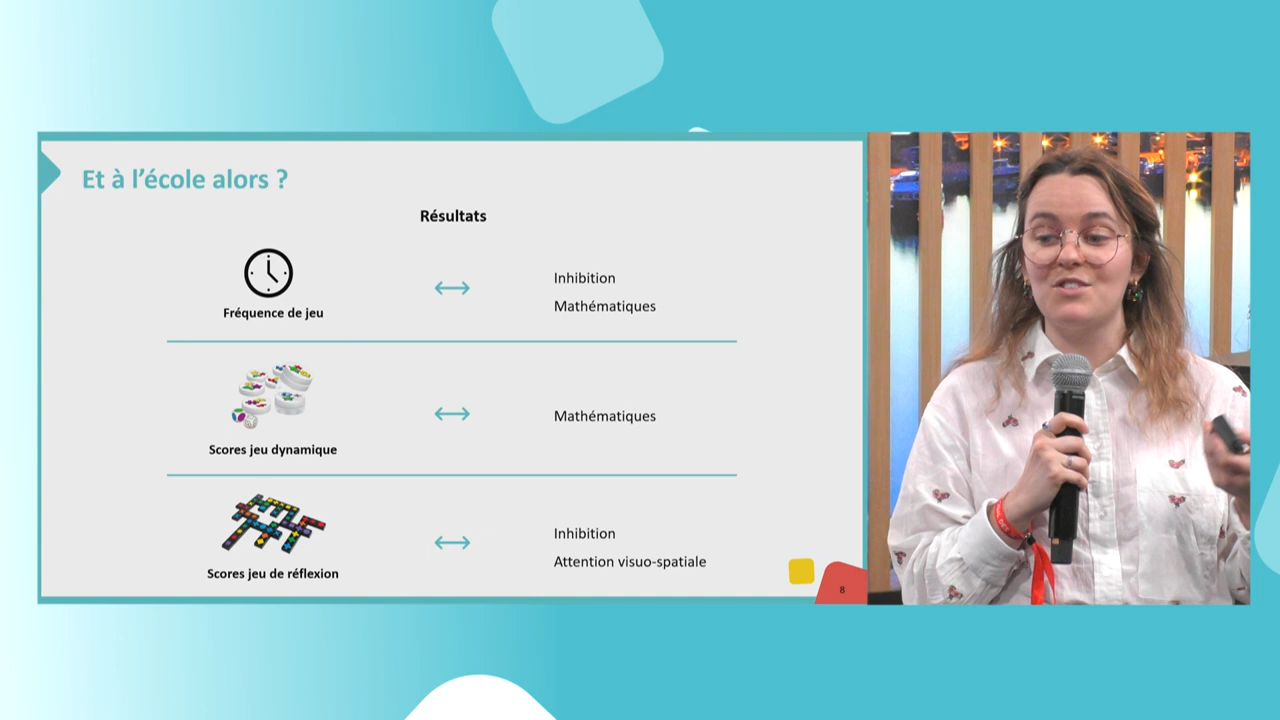 Et à l'école alors ?
Résultats
Fréquence de jeu
Inhibition
Mathématiques
Scores jeu dynamique
Mathématiques
Scores jeu de réflexion
Inhibition
Attention visuo-spatiale
8